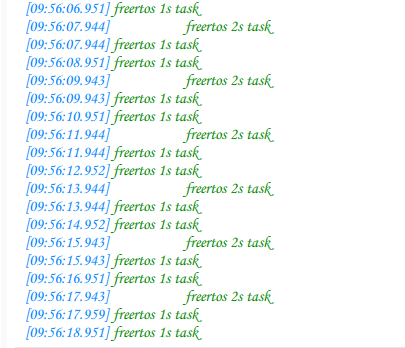 [09:56:06.951] freertos 1s task
[09:56:07.944] freertos 2s task
[09:56:07.944] freertos 1s task
[09:56:08.951] freertos 1s task
[09:56:09.943] freertos 2s task
[09:56:09.943] freertos 1s task
[09:56:10.951] freertos 1s task
[09:56:11.944] freertos 2s task
[09:56:11.944] freertos 1s task
[09:56:12.952] freertos 1s task
[09:56:13.944] freertos 2s task
[09:56:13.944] freertos 1s task
[09:56:14.952] freertos 1s task
[09:56:15.943] freertos 2s task
[09:56:15.943] freertos 1s task
[09:56:16.951] freertos 1s task
[09:56:17.943] freertos 2s task
[09:56:17.959] freertos 1s task
[09:56:18.951] freertos 1s task